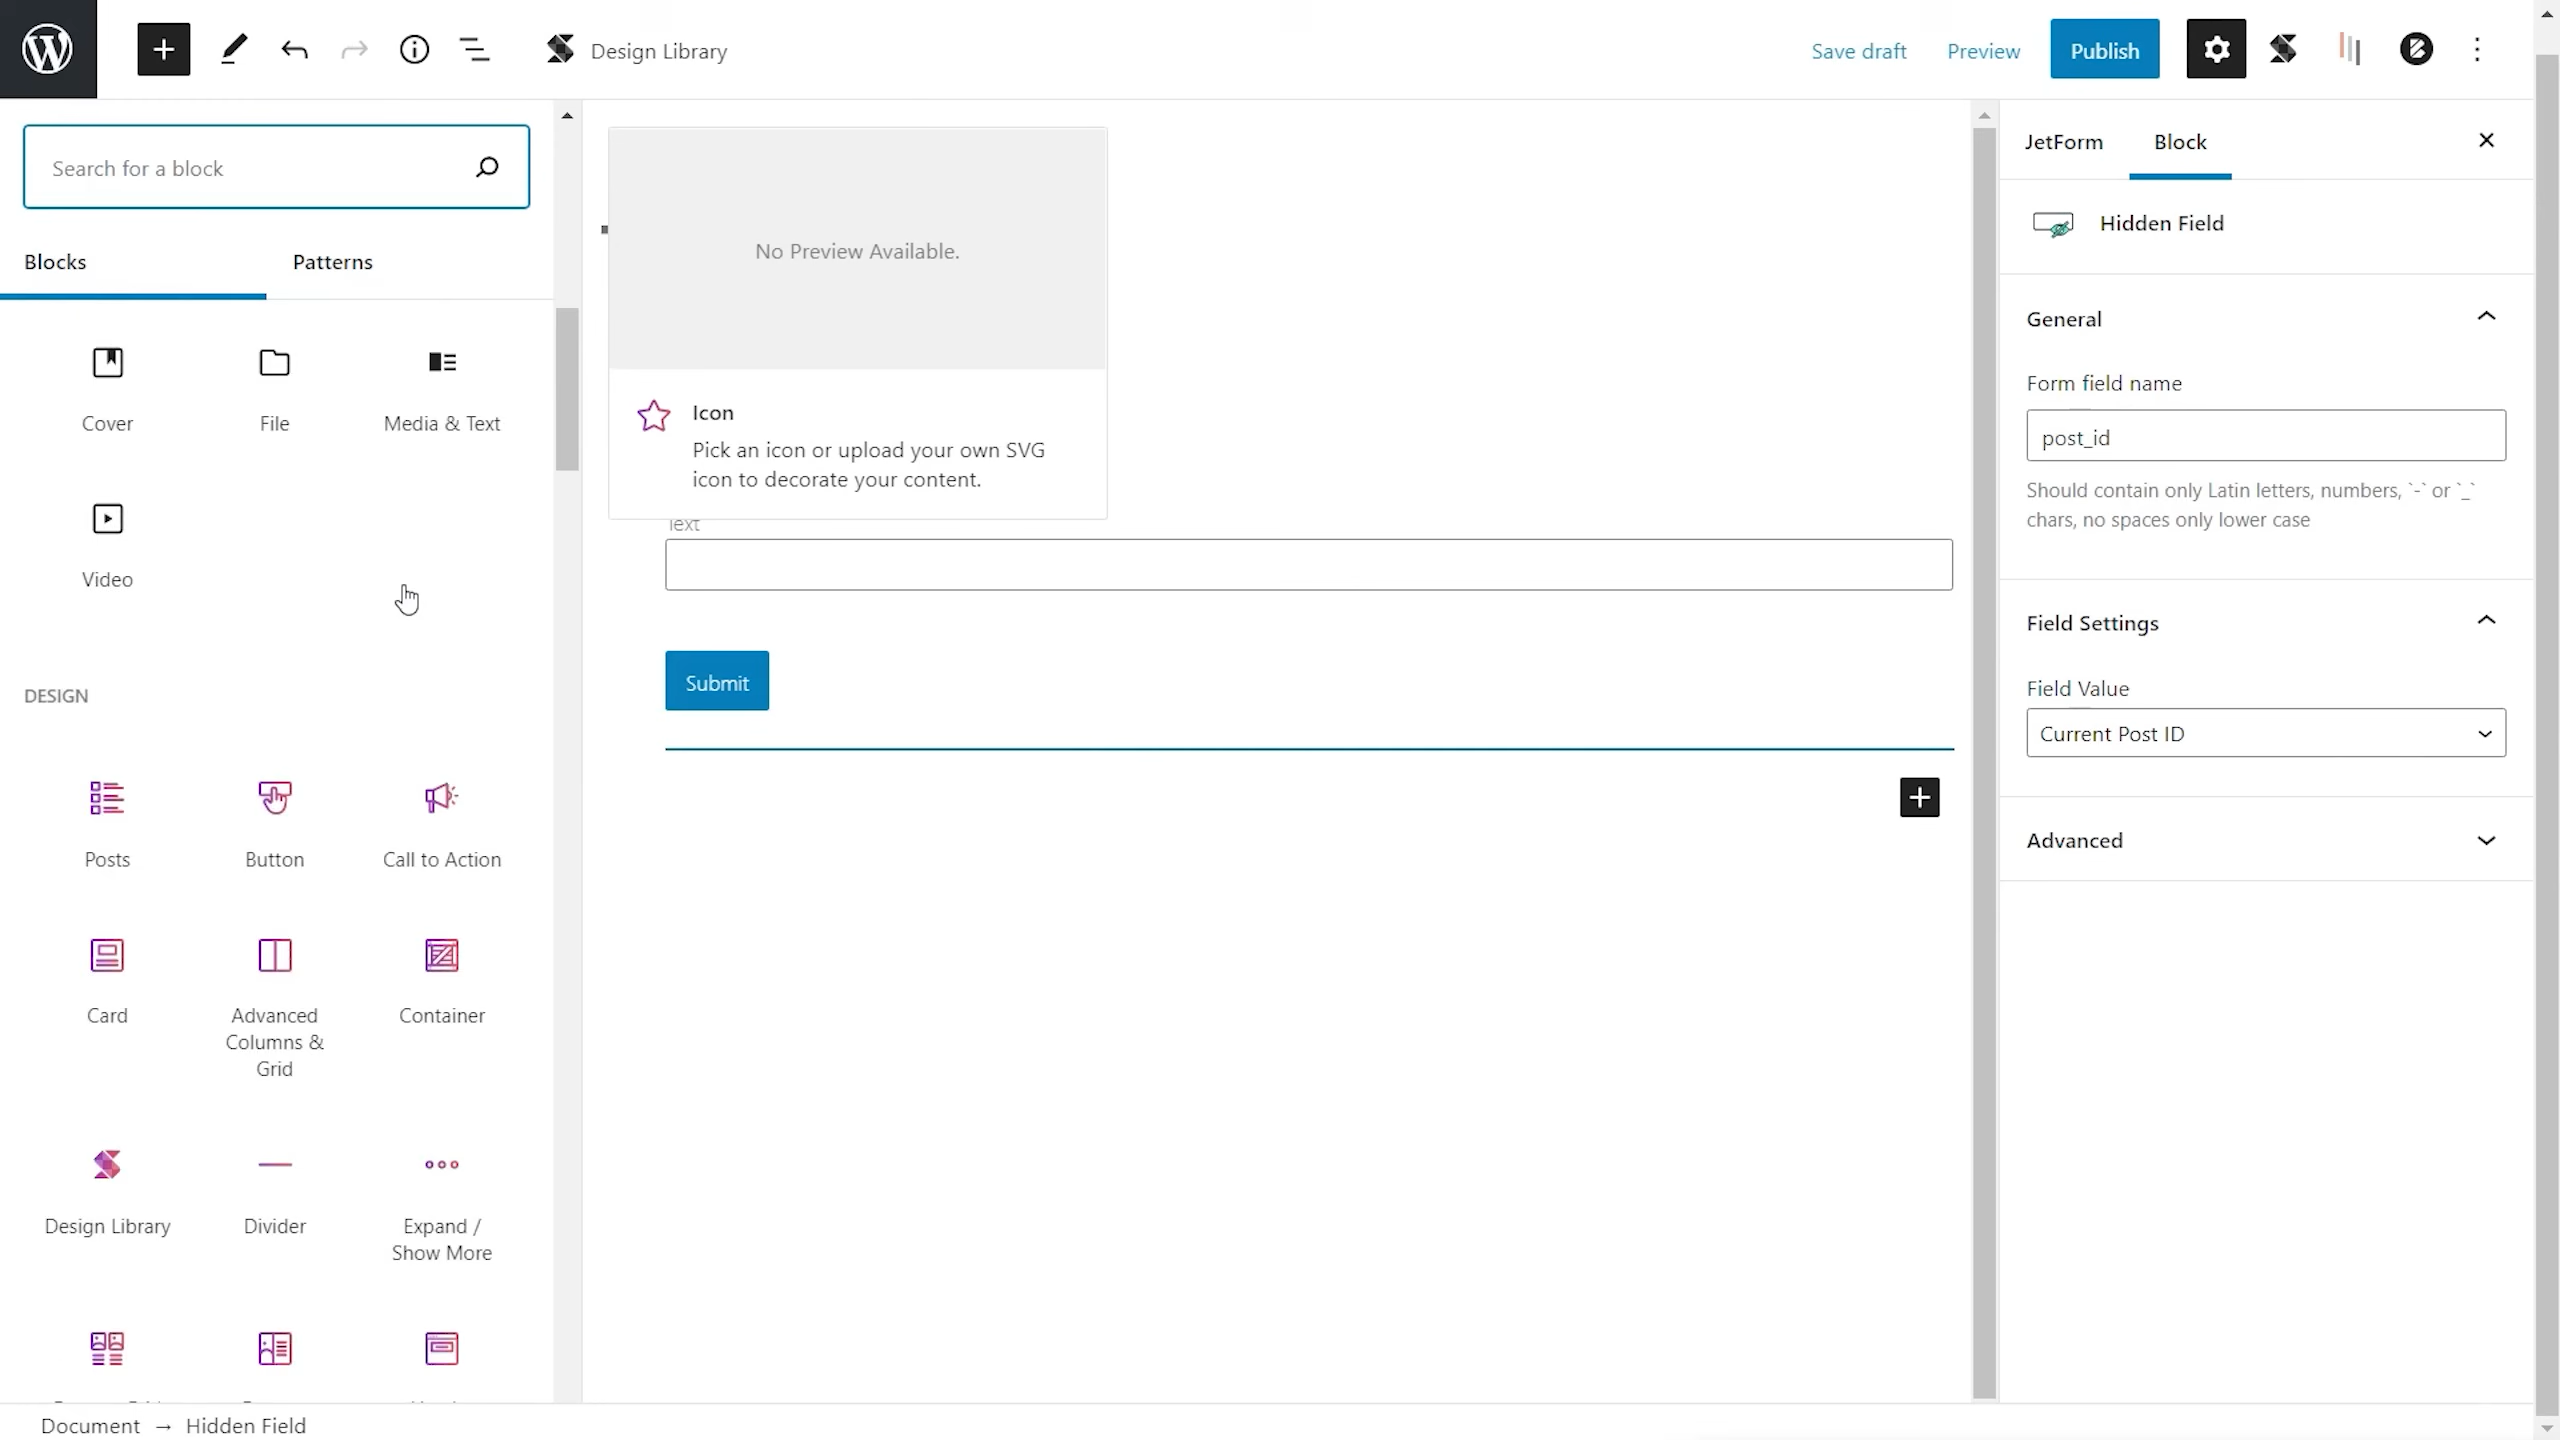 Design Library
Save draft
Preview
Publish
Search for a block
Blocks
Patterns
Cover
File
Media & Text
Video
DESIGN
Posts
Button
Call to Action
Card
Advanced
Columns &
Grid
Container
Design Library
Divider
Expand /
Show More
No Preview Available.
Icon
Pick an icon or upload your own SVG
icon to decorate your content.
Text
Submit
JetForm
Block
Hidden Field
General
Form field name
post_id
Should contain only Latin letters, numbers, `-` or `_`
chars, no spaces only lower case
Field Settings
Field Value
Current Post ID
Advanced
Document → Hidden Field